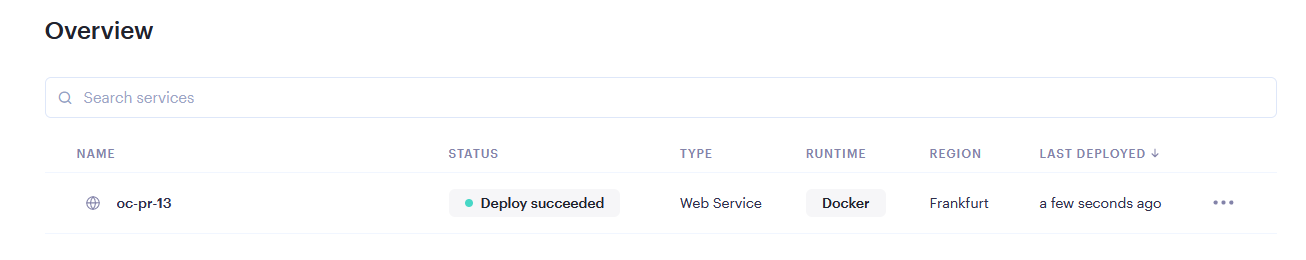 Overview
Search services
NAME STATUS TYPE RUNTIME REGION LAST DEPLOYED ↓
oc-pr-13 Deploy succeeded Web Service Docker Frankfurt a few seconds ago